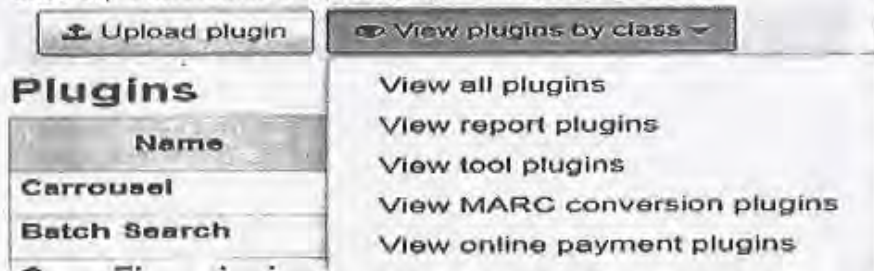 Upload plugin
View plugins by class
Plugins
Name
Carrousel
Batch Search
View all plugins
View report plugins
View tool plugins
View MARC conversion plugins
View online payment plugins